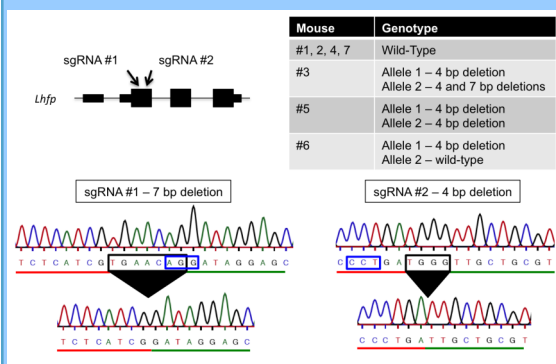 sgRNA #1 sgRNA #2
Lhfp
Mouse Genotype
#1, 2, 4, 7 Wild-Type
#3 Allele 1 – 4 bp deletion
Allele 2 – 4 and 7 bp deletions
#5 Allele 1 – 4 bp deletion
Allele 2 – 4 bp deletion
#6 Allele 1 – 4 bp deletion
Allele 2 – wild-type
sgRNA #1 – 7 bp deletion
T C T C A T C G T G A A C A G G A T A G G A G C
T C T C A T C G G A T A G G A G C
sgRNA #2 – 4 bp deletion
C C C T G A T G G G T T G C T G C G T
C C C T G A T T G C T G C G T